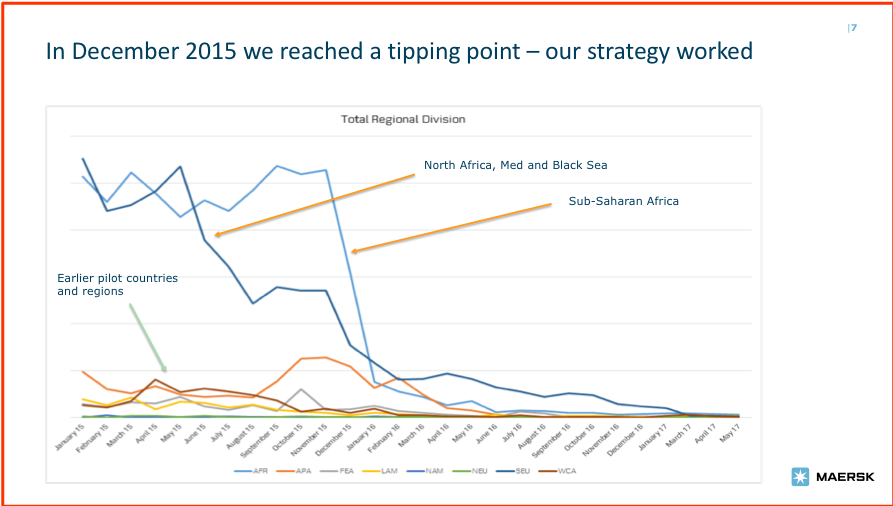 |7
In December 2015 we reached a tipping point – our strategy worked
Total Regional Division
North Africa, Med and Black Sea
Sub-Saharan Africa
Earlier pilot countries
and regions
January 15
February 15
March 15
April 15
May 15
June 15
July 15
August 15
September 15
October 15
November 15
December 15
January 16
February 16
March 16
April 16
May 16
June 16
July 16
August 16
September 16
October 16
November 16
December 16
January 17
March 17
April 17
May 17
AFR APA FEA LAM NAM NEU SEU WCA
MAERSK